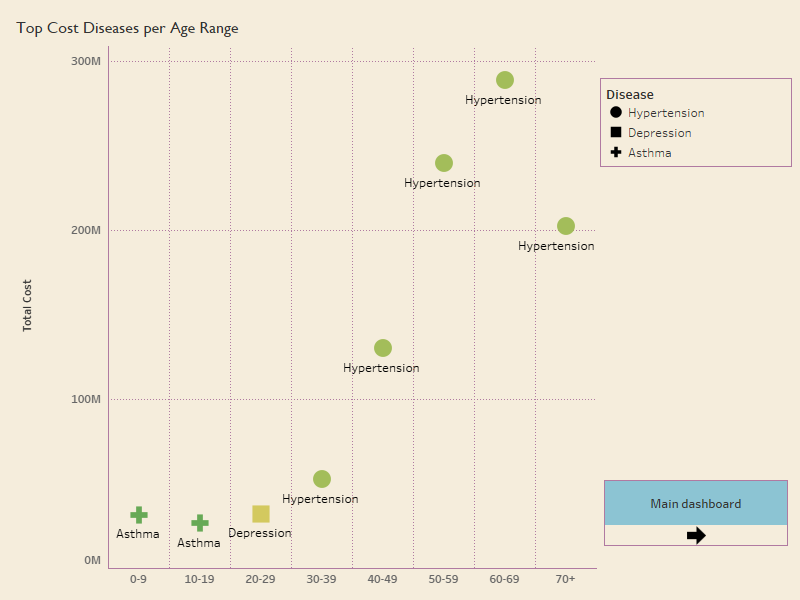 Top Cost Diseases per Age Range
300M
200M
100M
0M
Total Cost
Hypertension
Hypertension
Hypertension
Hypertension
Hypertension
Asthma
Asthma
Depression
0-9
10-19
20-29
30-39
40-49
50-59
60-69
70+
Disease
Hypertension
Depression
Asthma
Main dashboard